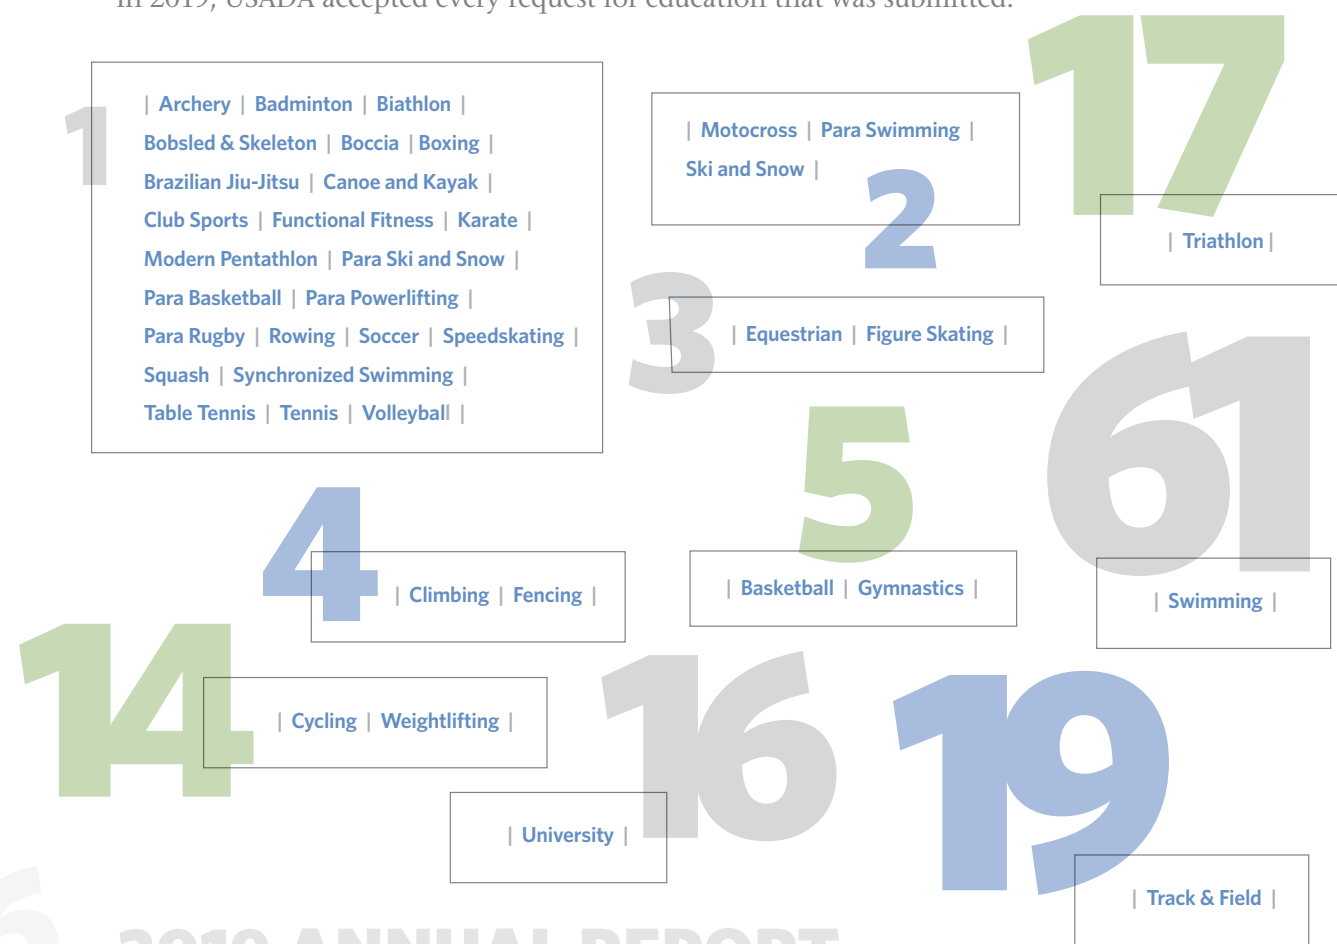 In 2019, USADA accepted every request for education that was submitted.
1
| Archery | Badminton | Biathlon |
Bobsled & Skeleton | Boccia | Boxing |
Brazilian Jiu-Jitsu | Canoe and Kayak |
Club Sports | Functional Fitness | Karate |
Modern Pentathlon | Para Ski and Snow |
Para Basketball | Para Powerlifting |
Para Rugby | Rowing | Soccer | Speedskating |
Squash | Synchronized Swimming |
Table Tennis | Tennis | Volleyball |
2
| Motocross | Para Swimming |
Ski and Snow |
17
| Triathlon |
3
| Equestrian | Figure Skating |
61
| Swimming |
5
| Basketball | Gymnastics |
4
| Climbing | Fencing |
14
| Cycling | Weightlifting |
16
| University |
19
| Track & Field |
6
2019 ANNUAL REPORT